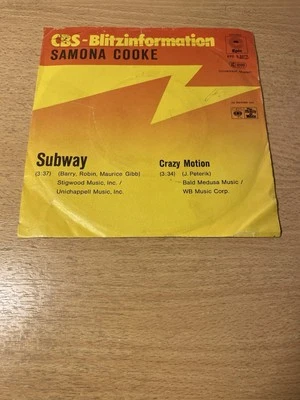 CBS-Blitzinformation
SAMONA COOKE
Subway
(3:37) (Barry, Robin, Maurice Gibb)
Stigwood Music, Inc. /
Unichappell Music, Inc.
Crazy Motion
(3:34) (J. Peterik)
Bald Medusa Music /
WB Music Corp.